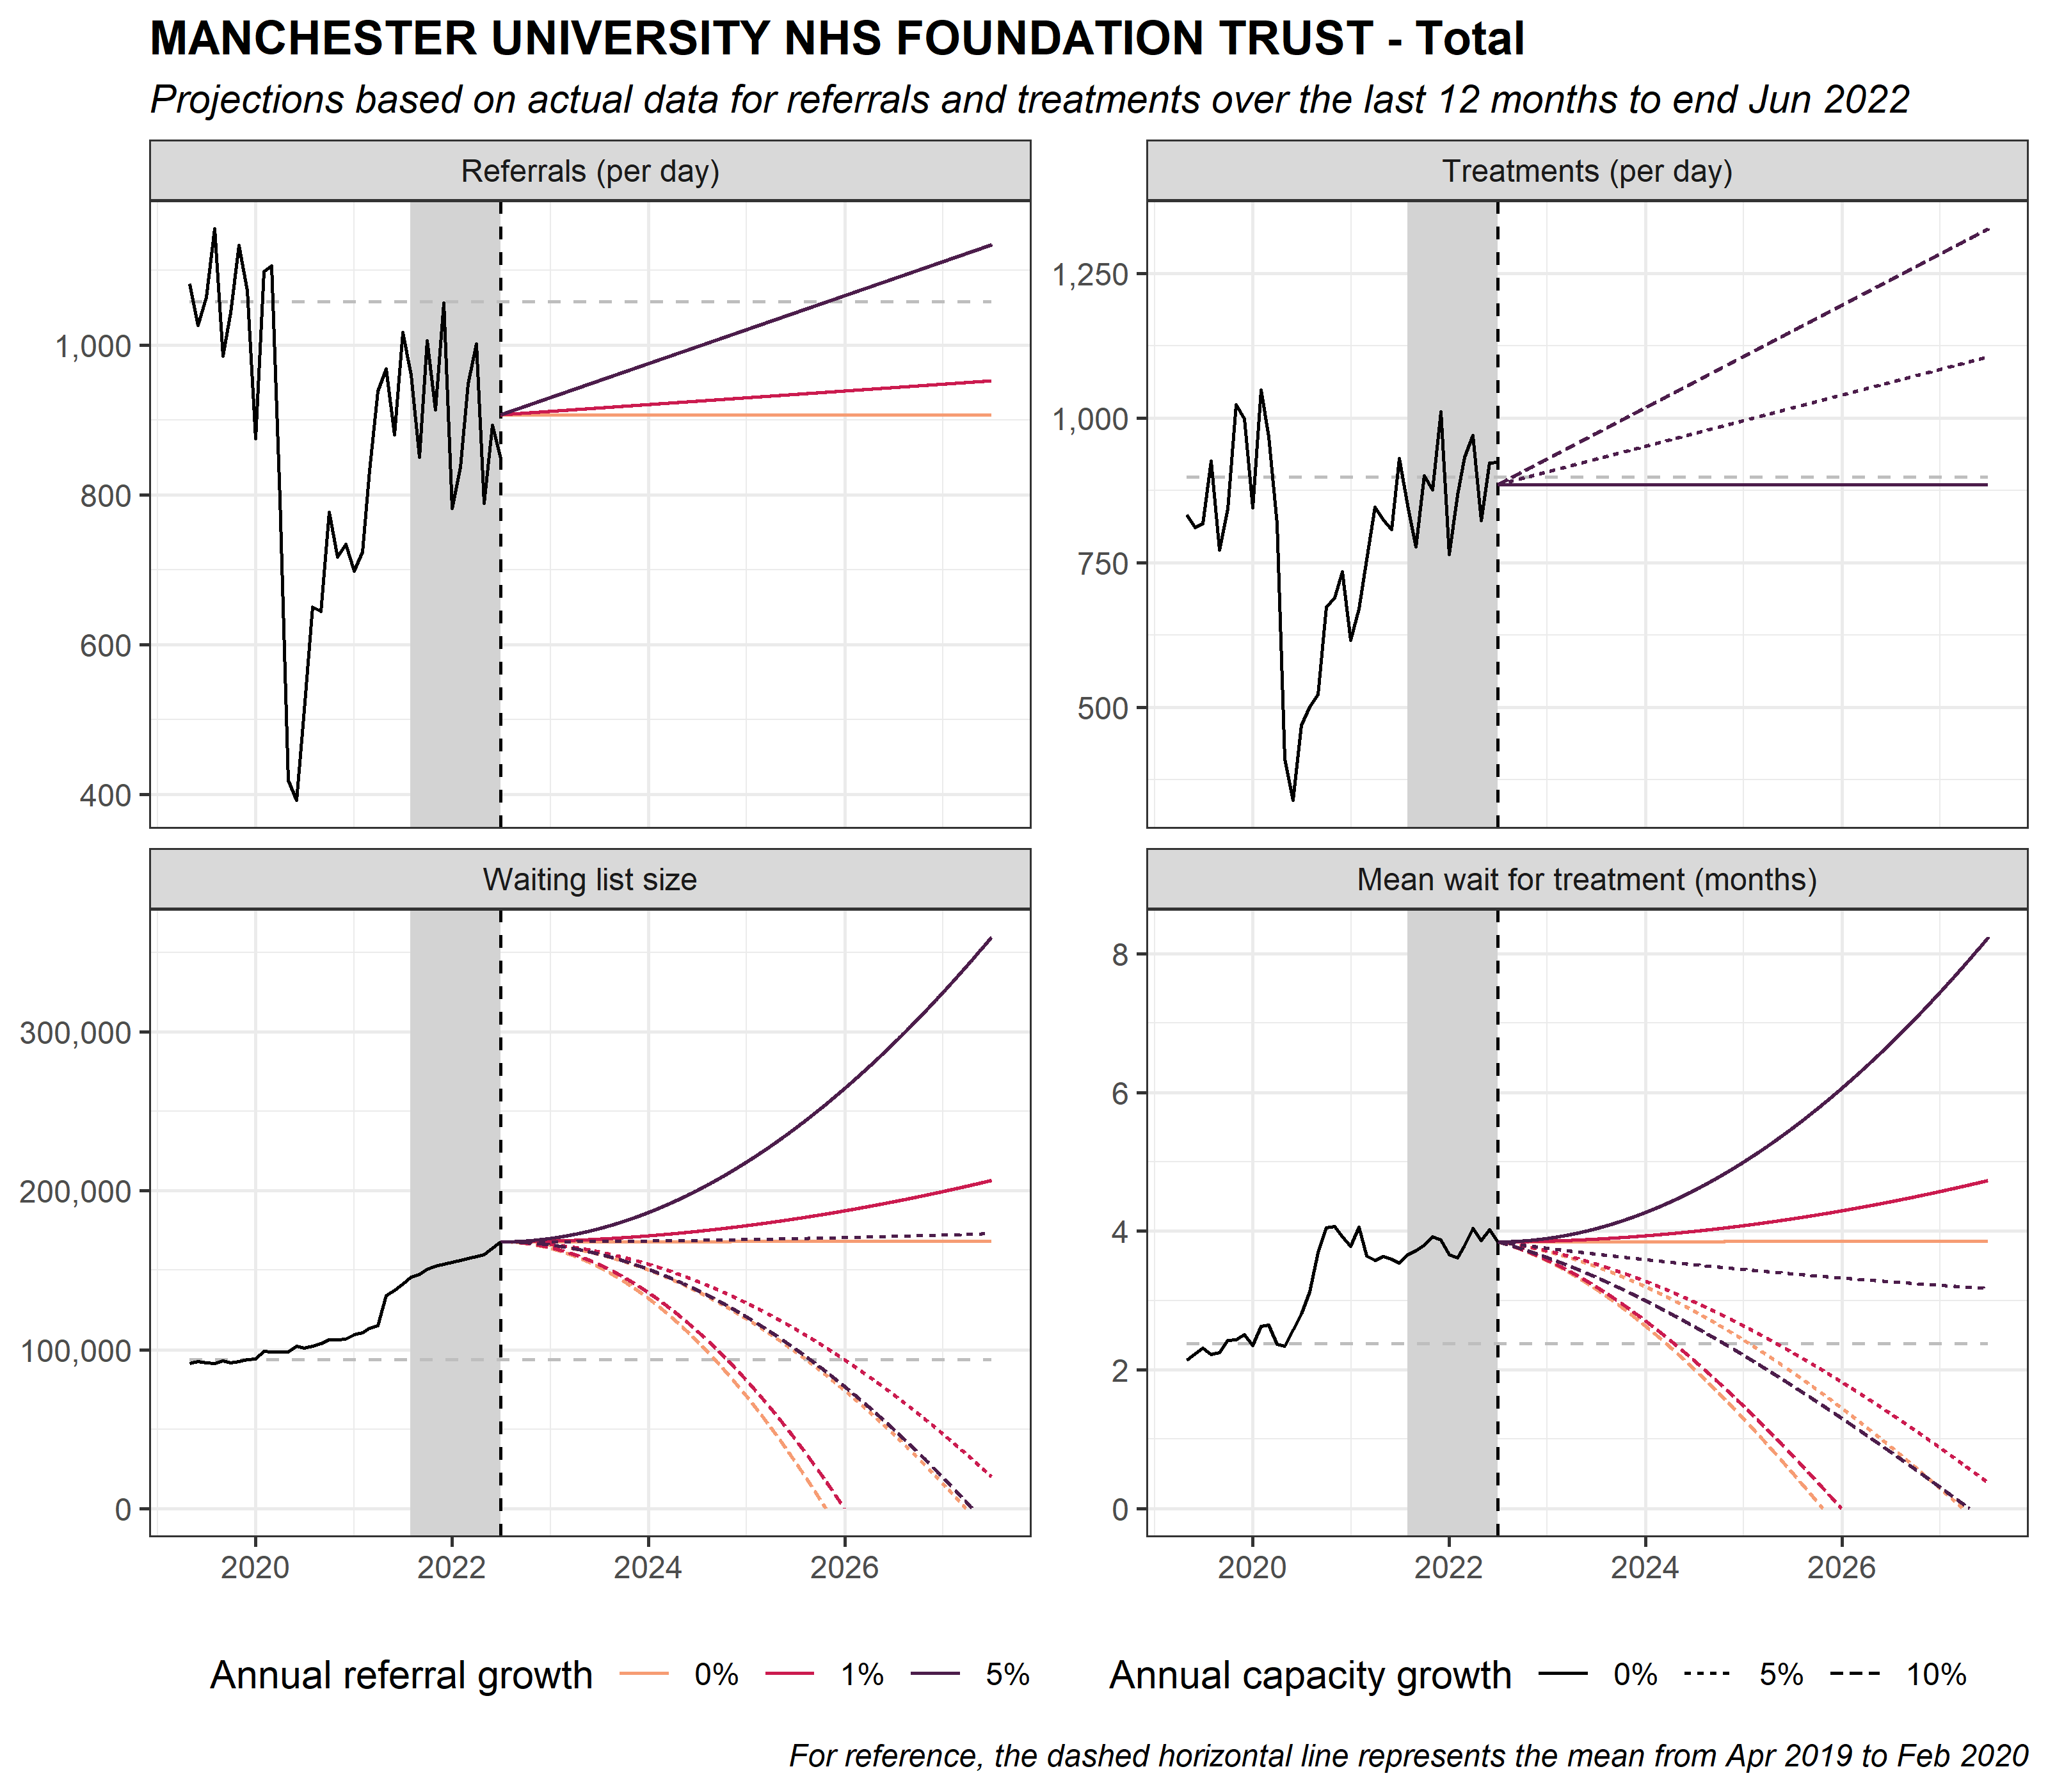 MANCHESTER UNIVERSITY NHS FOUNDATION TRUST - Total
Projections based on actual data for referrals and treatments over the last 12 months to end Jun 2022
Referrals (per day)
1,000
800
600
400
Treatments (per day)
1,250
1,000
750
500
Waiting list size
300,000
200,000
100,000
0
2020 2022 2024 2026
Mean wait for treatment (months)
8
6
4
2
0
2020 2022 2024 2026
Annual referral growth 0% 1% 5%
Annual capacity growth 0% 5% 10%
For reference, the dashed horizontal line represents the mean from Apr 2019 to Feb 2020